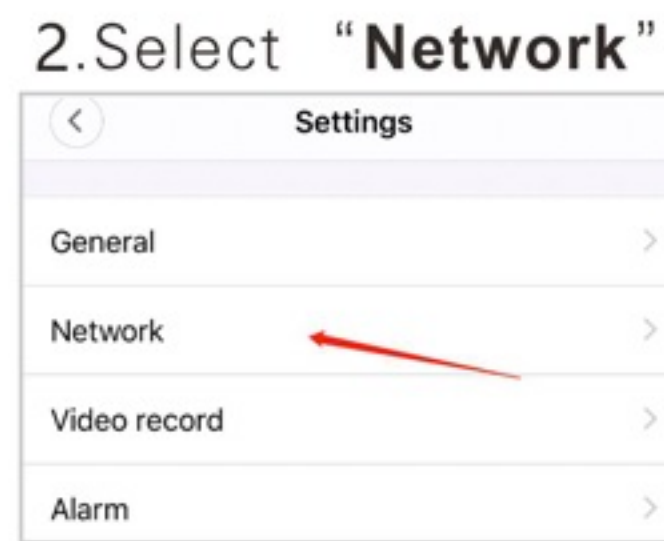 2.Select “Network”
Settings
General
Network
Video record
Alarm